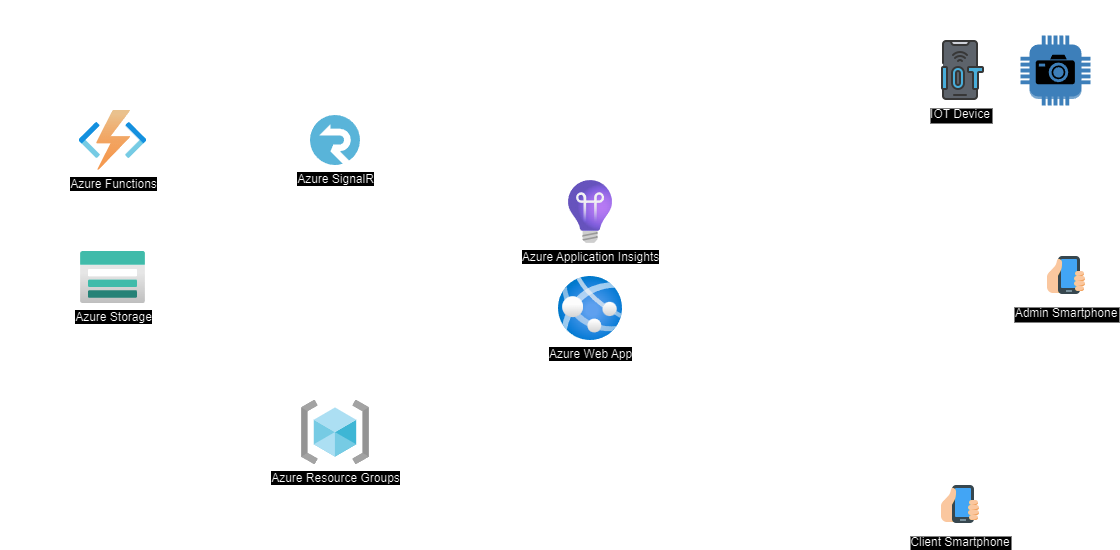 IOT
IOT Device
Azure Functions
Azure SignalR
Azure Application Insights
Azure Storage
Admin Smartphone
Azure Web App
Azure Resource Groups
Client Smartphone